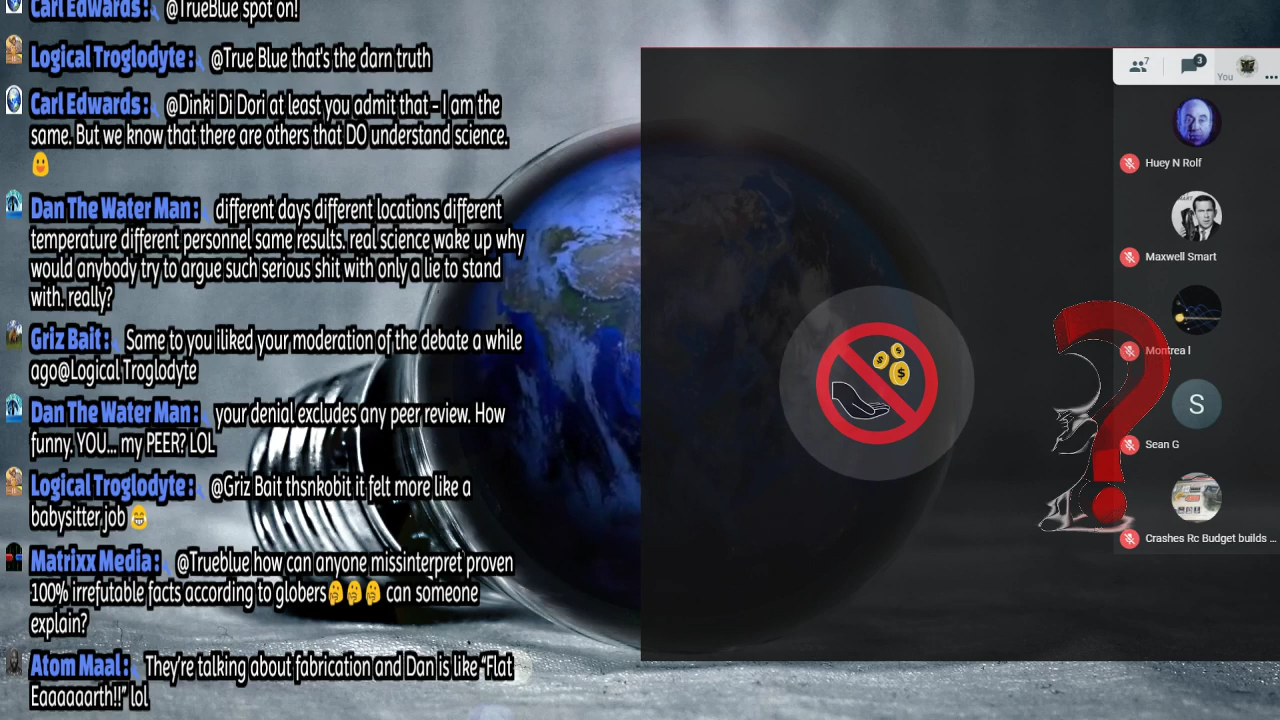 Carl Edwards: @TrueBlue spot on!
Logical Troglodyte: @True Blue that's the darn truth
Carl Edwards: @Dinki Di Dori at least you admit that - I am the
same. But we know that there are others that DO understand science.
Dan The Water Man: different days different locations different
temperature different personnel same results. real science wake up why
would anybody try to argue such serious shit with only a lie to stand
with. really?
Griz Bait: Same to you iliked your moderation of the debate a while
ago@Logical Troglodyte
Dan The Water Man: your denial excludes any peer review. How
funny. YOU... my PEER? LOL
Logical Troglodyte: @Griz Bait thsnkobit it felt more like a
babysitter job 😁
Matrixx Media: @Trueblue how can anyone missinterpret proven
100% irrefutable facts according to globers🤔🤔🤔 can someone
explain?
Atom Maal: They're talking about fabrication and Dan is like "Flat
Eaaaaaarth!!" lol
7
3
You
Huey N Rolf
Maxwell Smart
Montrea l
S
Sean G
Crashes Rc Budget builds ...
$
$
$
?